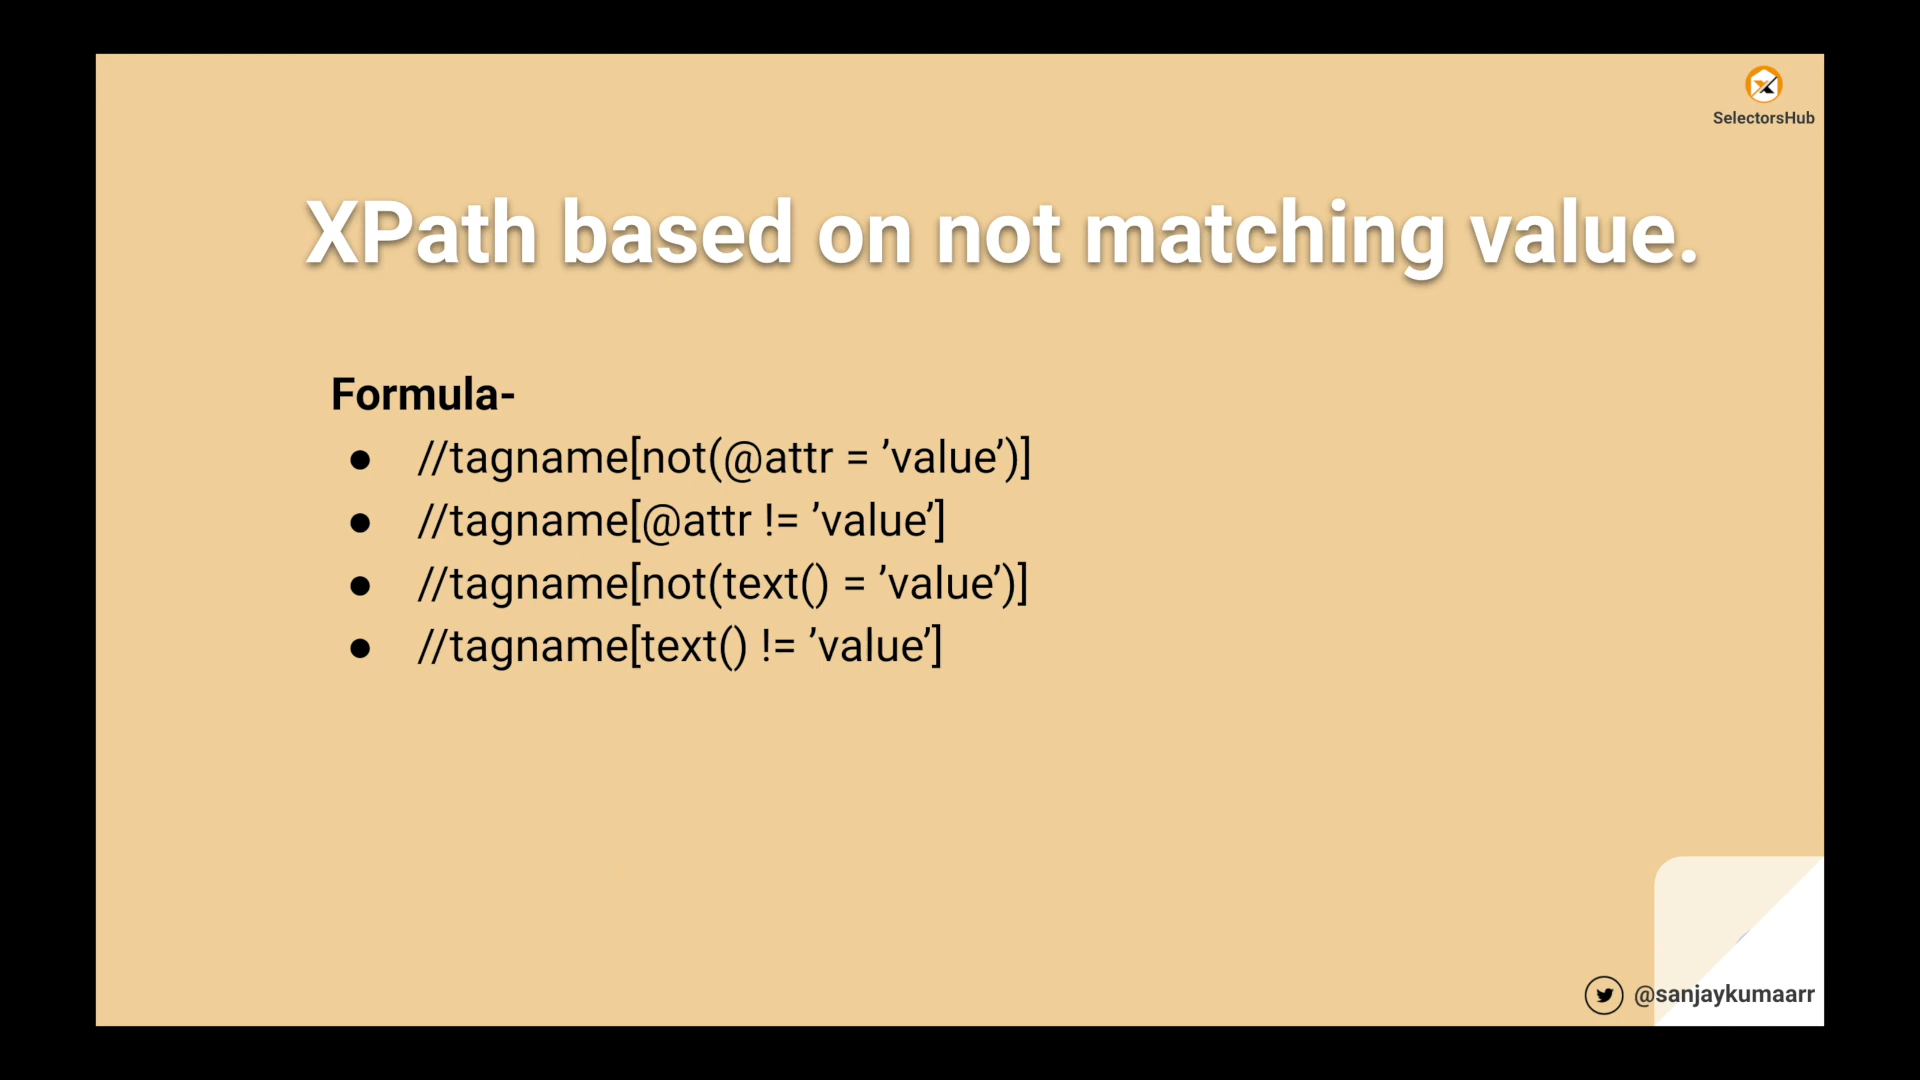 SelectorsHub
XPath based on not matching value.
Formula-
● //tagname[not(@attr = ’value’)]
● //tagname[@attr != ’value’]
● //tagname[not(text() = ’value’)]
● //tagname[text() != ’value’]
@sanjaykumaarr